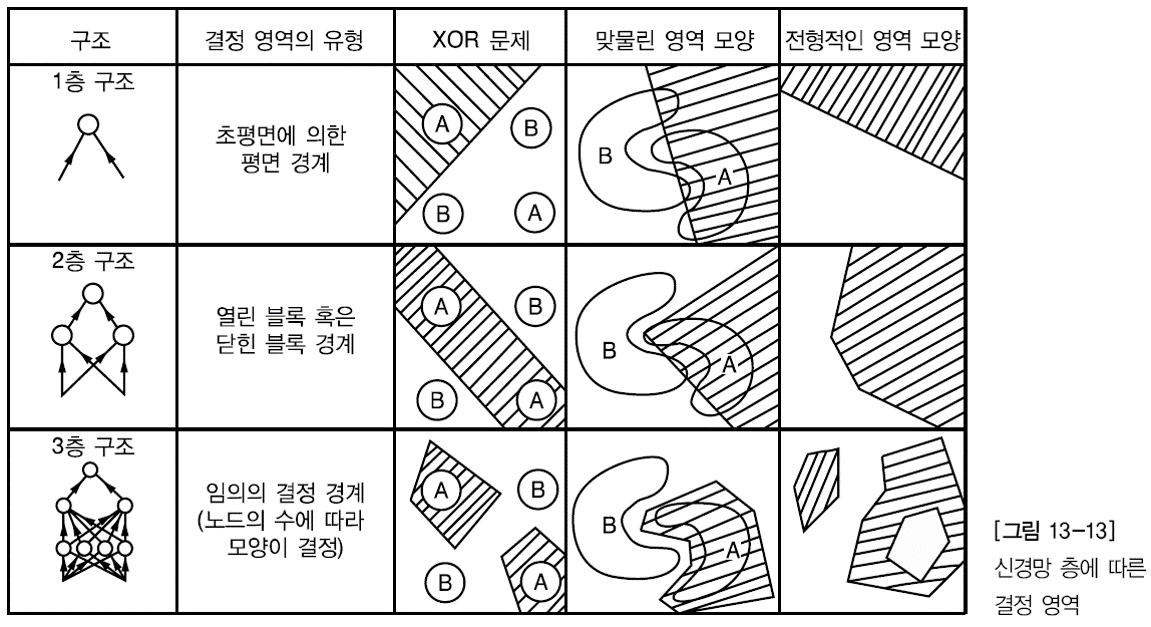 구조
결정 영역의 유형
XOR 문제
맞물린 영역 모양
전형적인 영역 모양
1층 구조
초평면에 의한
평면 경계
A
B
B
A
B
A
2층 구조
열린 블록 혹은
닫힌 블록 경계
A
B
B
A
B
A
3층 구조
임의의 결정 경계
(노드의 수에 따라
모양이 결정)
A
B
B
A
B
A
[그림 13-13]
신경망 층에 따른
결정 영역